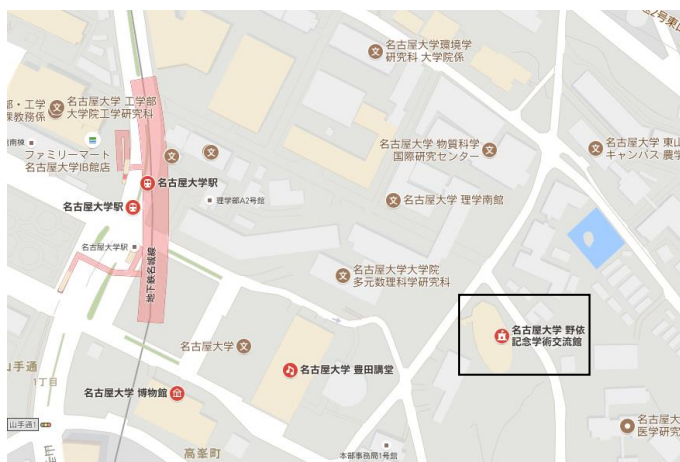 名古屋大学環境学
研究科 大学院係
部・工学
課教務係
名古屋大学 工学部
大学院工学研究科
南棟
ファミリーマート
名古屋大学IB館店
名古屋大学 物質科学
国際研究センター
名古屋大学 東山
キャンパス 農学
名古屋大学駅
名古屋大学駅
理学部A2号館
名古屋大学 理学南館
名古屋大学駅
地下鉄名城線
名古屋大学大学院
多元数理科学研究科
名古屋大学 野依
記念学術交流館
名古屋大学
山手通
1丁目
名古屋大学 豊田講堂
名古屋大学 博物館
山手通1
名古屋大
医学研究
高峯町
本部事務局1号館